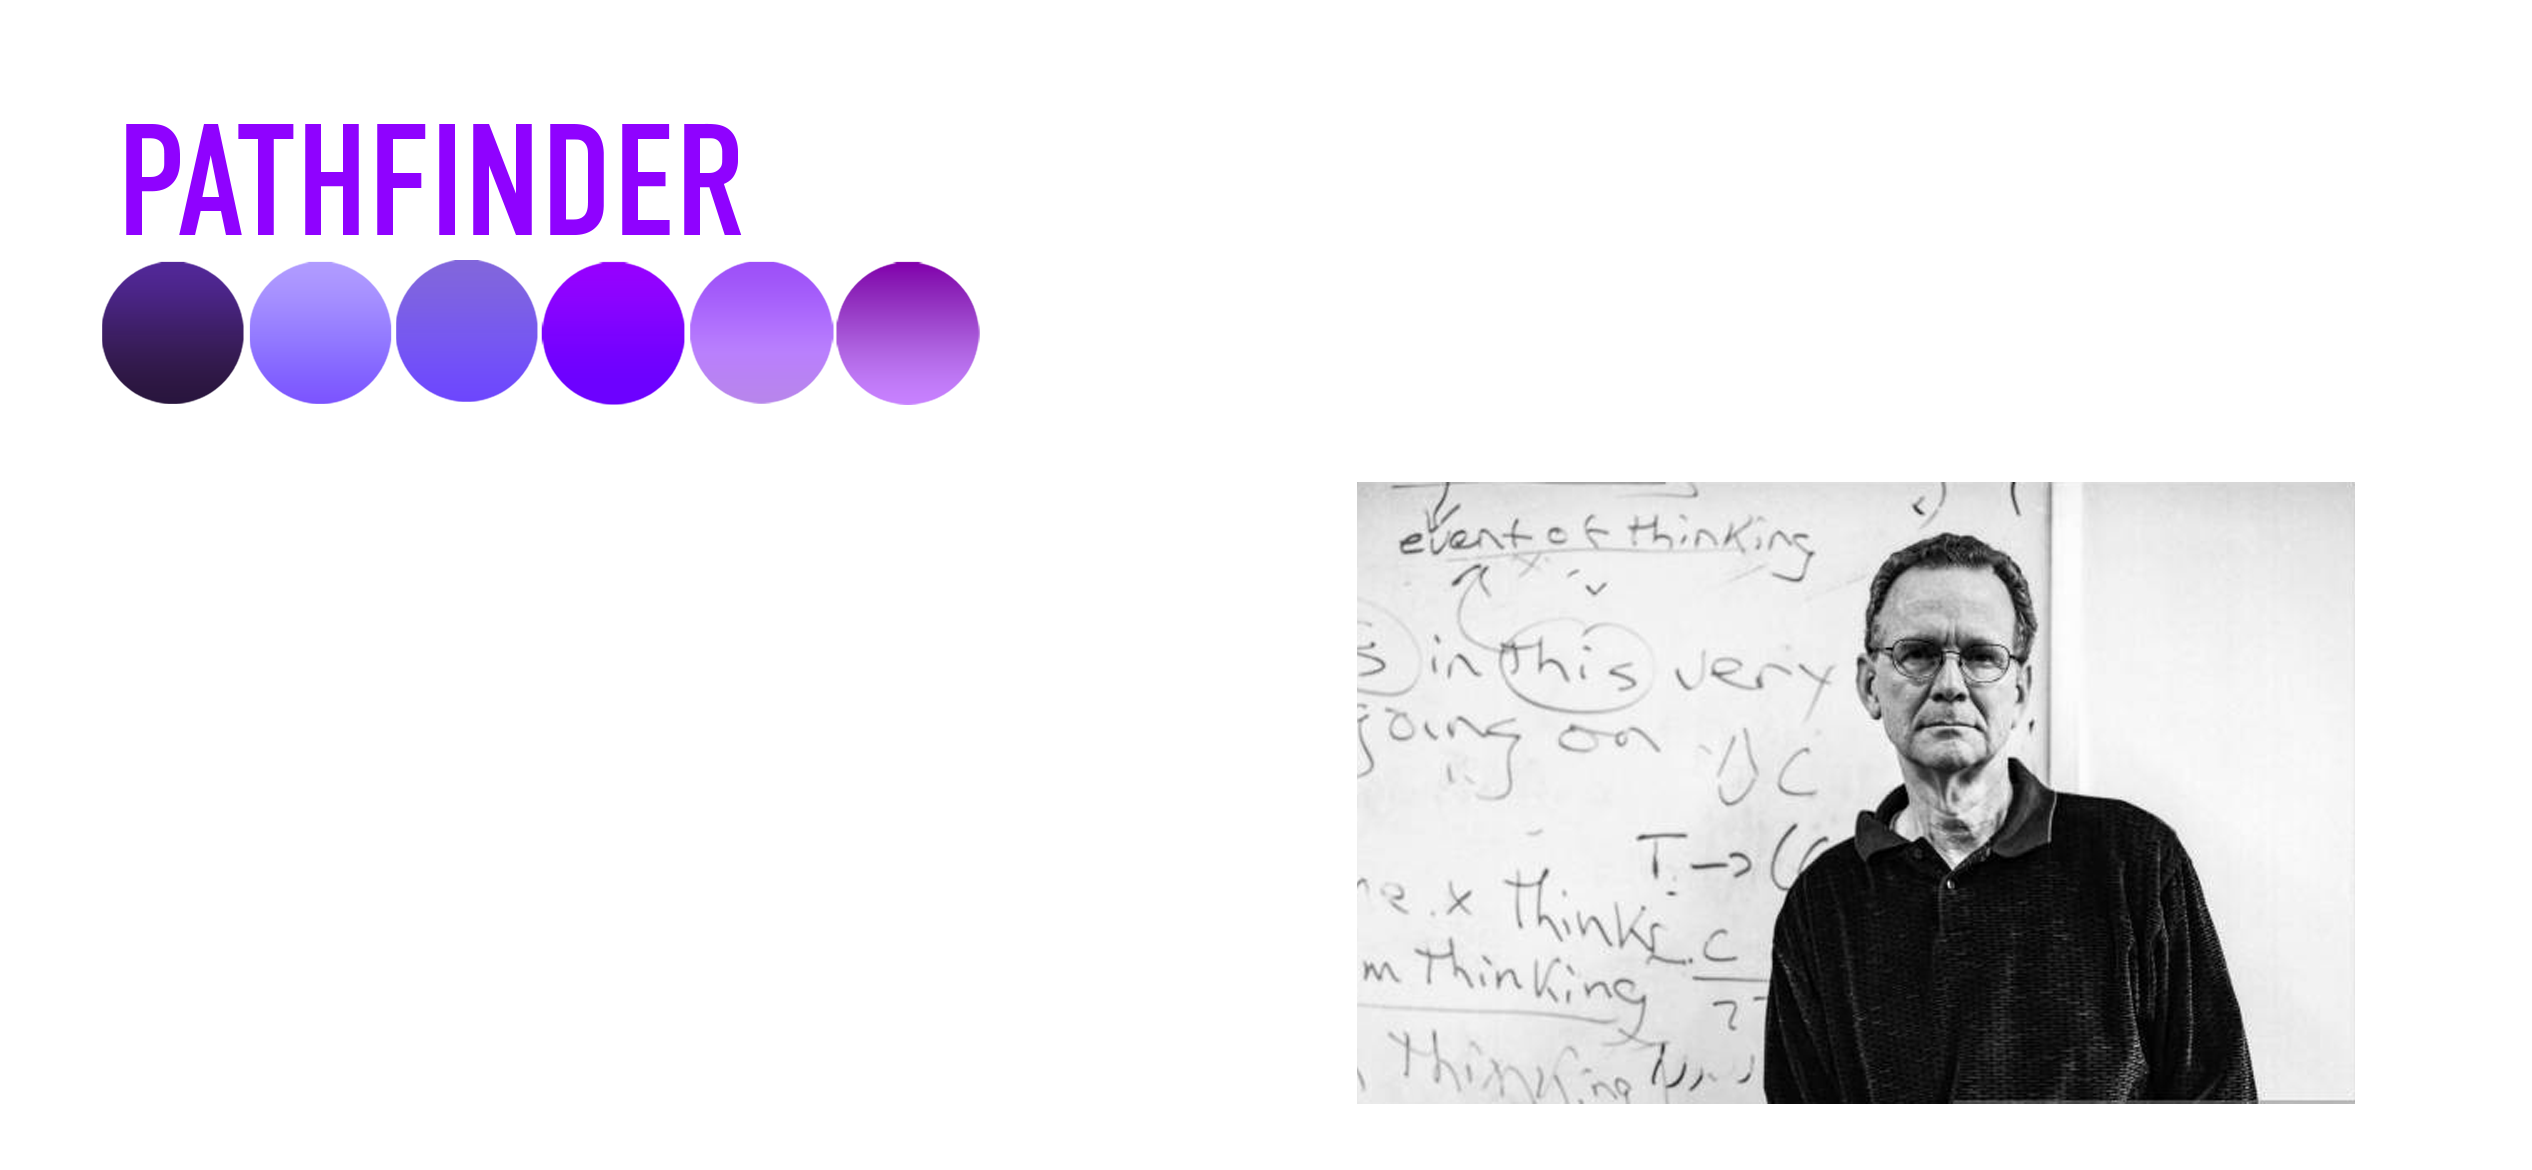 PATHFINDER
event of thinking
in this very
going on
T → (
x thinks. C
thinking
thinking